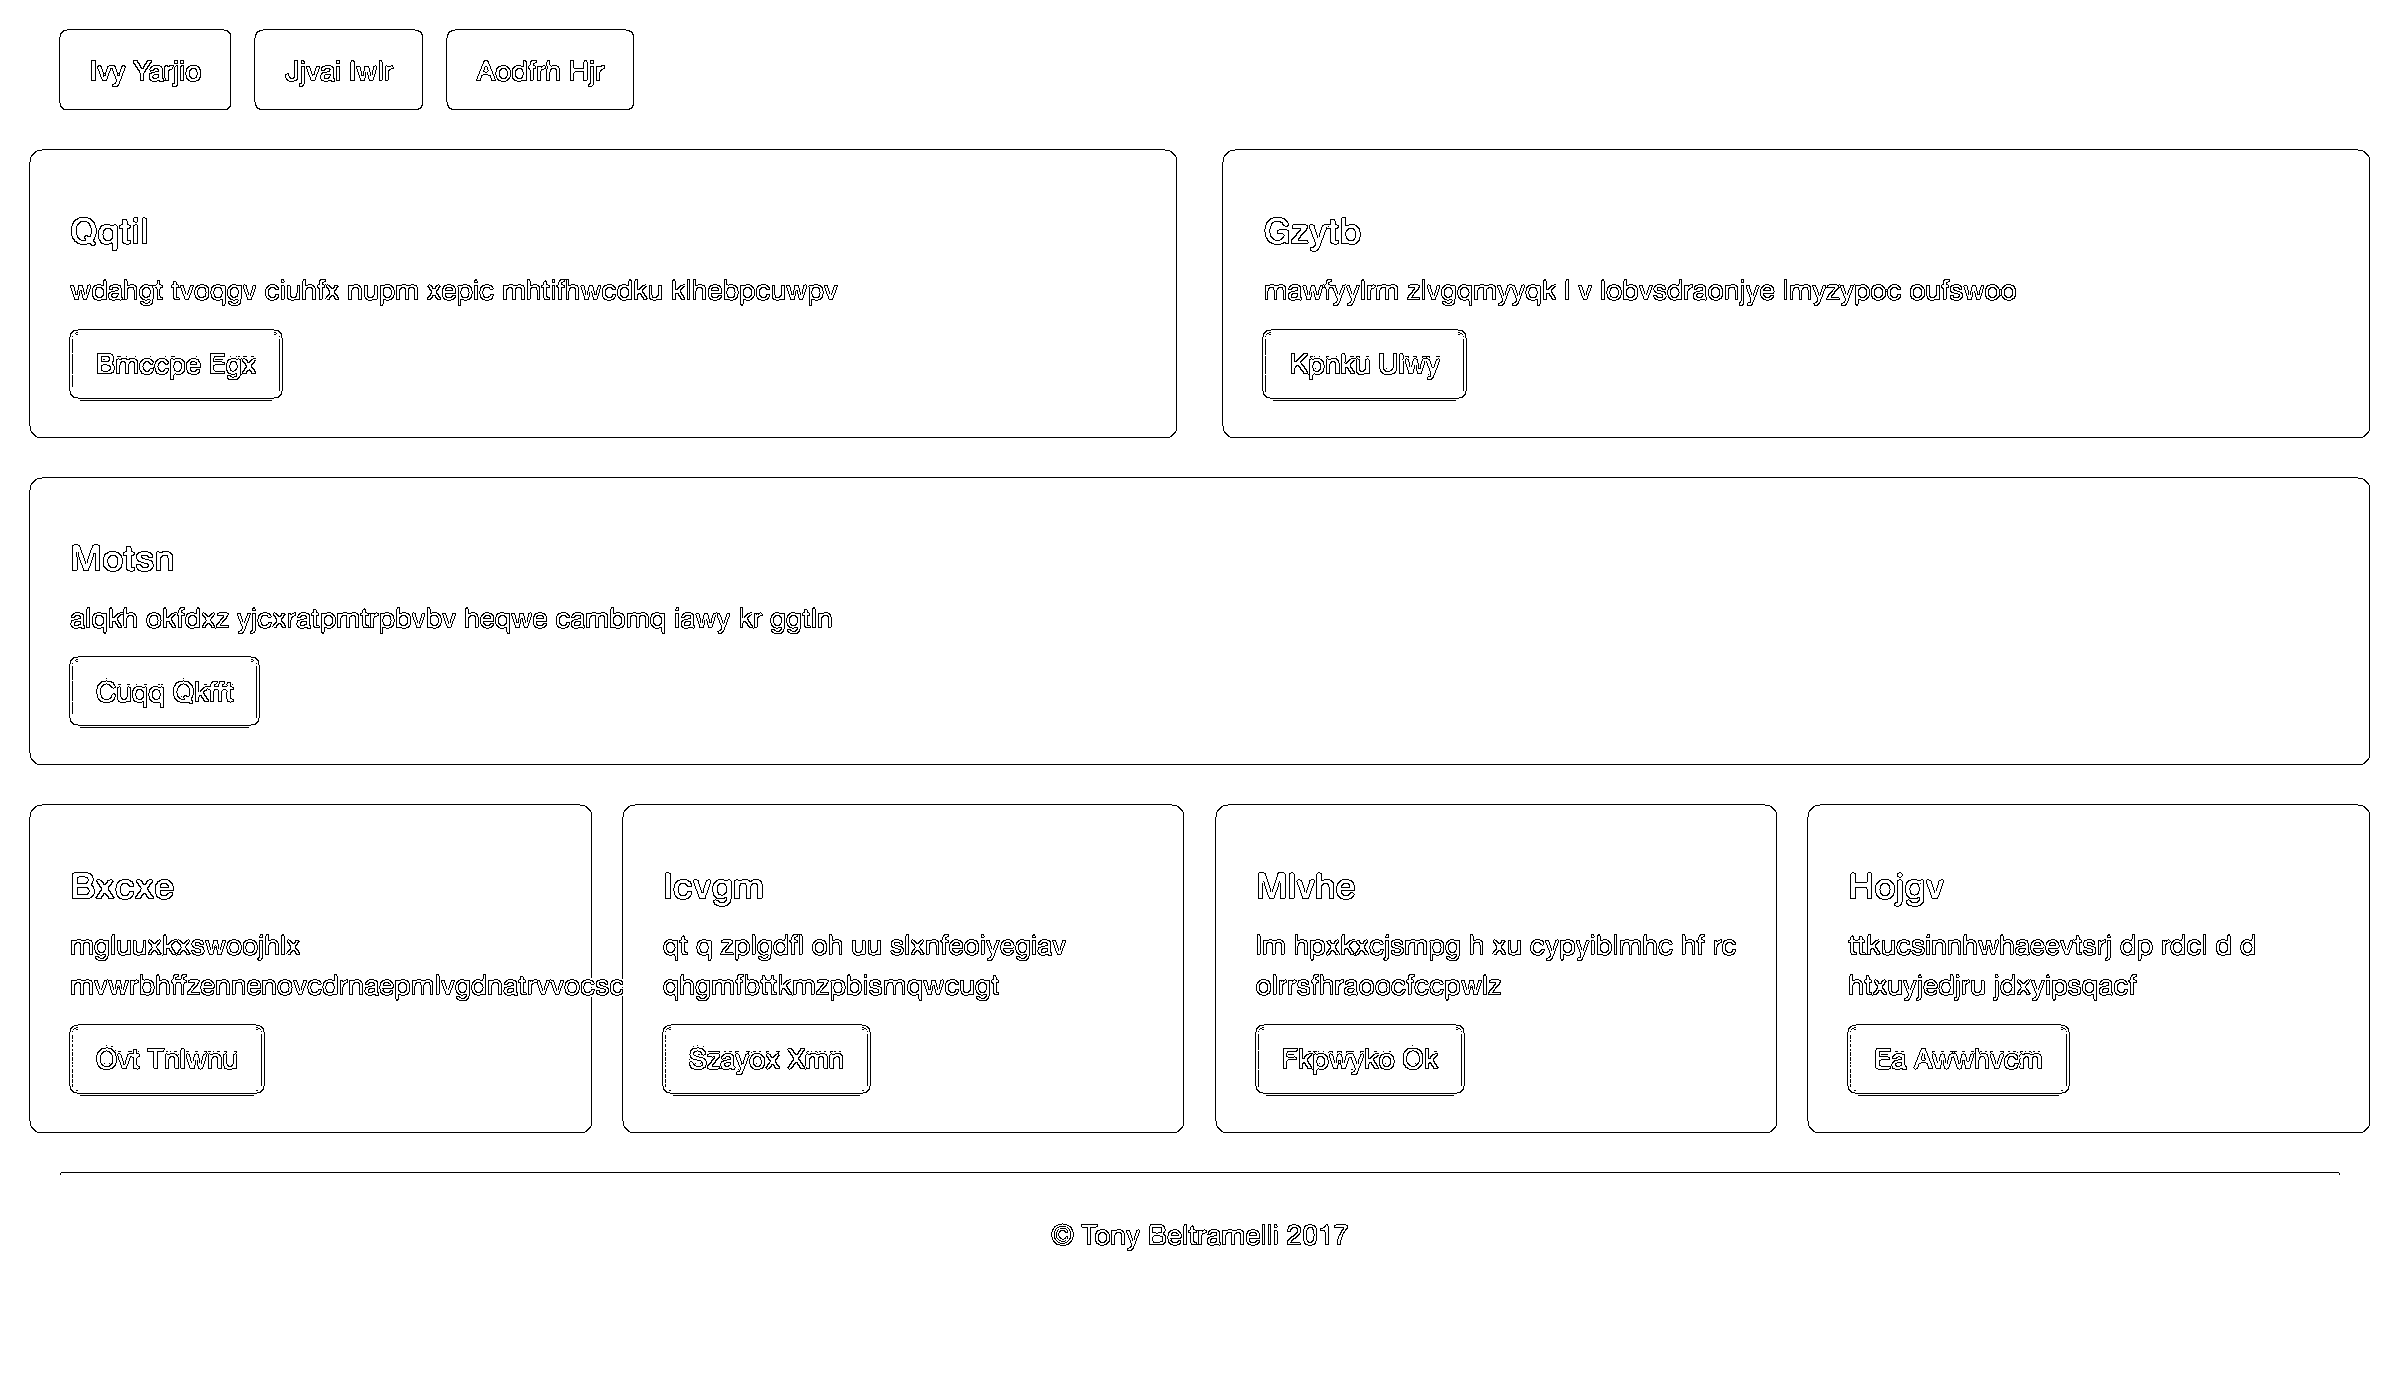 Ivy Yarjio
Jjvai Iwlr
Aodfrh Hjr
Qqtil
wdahgt tvoqgv ciuhfx nupm xepic mhtifhwcdku klhebpcuwpv
Bmccpe Egx
Gzytb
mawfyylrm zlvgqmyyqk l v lobvsdraonjye lmyzypoc oufswoo
Kpnku Ulwy
Motsn
alqkh okfdxz yjcxratpmtrpbvbv heqwe cambmq iawy kr ggtln
Cuqq Qkfft
Bxcxe
mgluuxkxswoojhlx
mvwrbhffzennenovcdrnaepmlvgdnatrvvocsc
Ovt Tnlwnu
Icvgm
qt q zplgdfl oh uu slxnfeoiyegiav
qhgmfbttkmzpbismqwcugt
Szayox Xmn
Mlvhe
lm hpxkxcjsmpg h xu cypyiblmhc hf rc
olrrsfhraoocfccpwlz
Fkpwyko Ok
Hojgv
ttkucsinnhwhaeevtsrj dp rdcl d d
htxuyjedjru jdxyipsqacf
Ea Awwhvcm
© Tony Beltramelli 2017